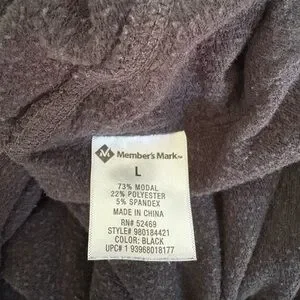 Member's Mark™
L
73% MODAL
22% POLYESTER
5% SPANDEX
MADE IN CHINA
RN# 52469
STYLE# 980184421
COLOR: BLACK
UPC# 1 93968018177